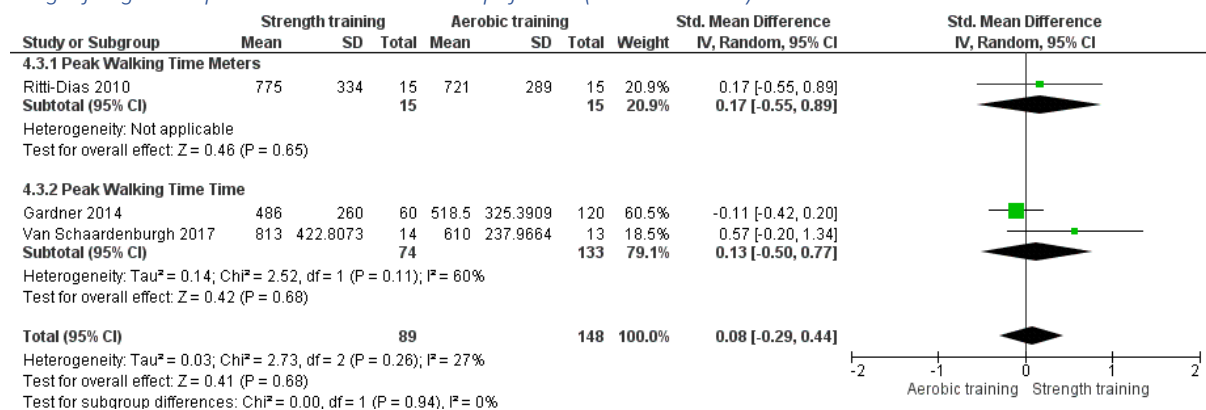 Strength training Aerobic training Std. Mean Difference Std. Mean Difference
Study or Subgroup Mean SD Total Mean SD Total Weight IV, Random, 95% CI IV, Random, 95% CI
4.3.1 Peak Walking Time Meters
Ritti-Dias 2010 775 334 15 721 289 15 20.9% 0.17 [-0.55, 0.89]
Subtotal (95% CI) 15 15 20.9% 0.17 [-0.55, 0.89]
Heterogeneity: Not applicable
Test for overall effect: Z = 0.46 (P = 0.65)
4.3.2 Peak Walking Time Time
Gardner 2014 486 260 60 518.5 325.3909 120 60.5% -0.11 [-0.42, 0.20]
Van Schaardenburgh 2017 813 422.8073 14 610 237.9664 13 18.5% 0.57 [-0.20, 1.34]
Subtotal (95% CI) 74 133 79.1% 0.13 [-0.50, 0.77]
Heterogeneity: Tau² = 0.14; Chi² = 2.52, df = 1 (P = 0.11); I² = 60%
Test for overall effect: Z = 0.42 (P = 0.68)
Total (95% CI) 89 148 100.0% 0.08 [-0.29, 0.44]
Heterogeneity: Tau² = 0.03; Chi² = 2.73, df = 2 (P = 0.26); I² = 27%
Test for overall effect: Z = 0.41 (P = 0.68)
Test for subgroup differences: Chi² = 0.00, df = 1 (P = 0.94), I² = 0%
-2 -1 0 1 2
Aerobic training Strength training